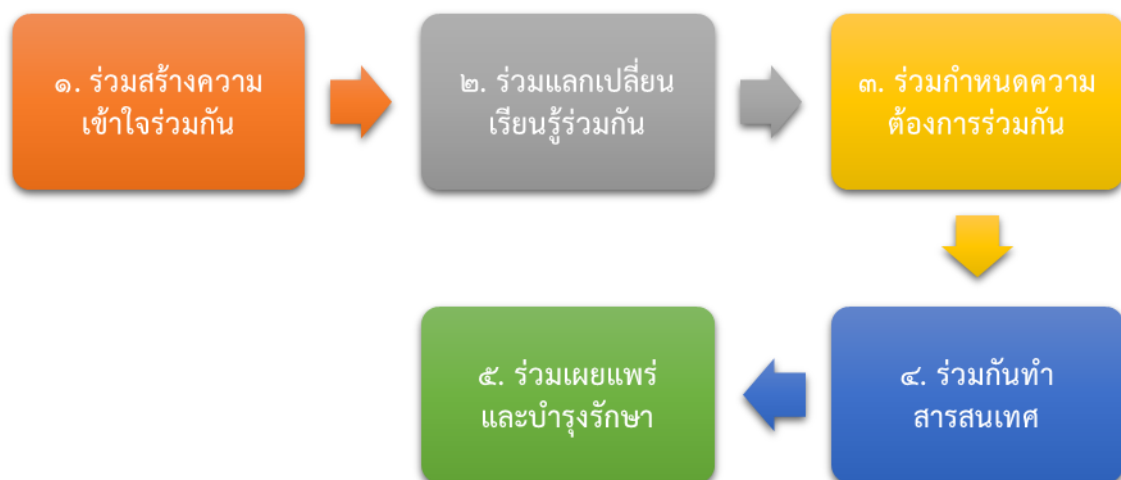 ๑. ร่วมสร้างความ
เข้าใจร่วมกัน
๒. ร่วมแลกเปลี่ยน
เรียนรู้ร่วมกัน
๓. ร่วมกำหนดความ
ต้องการร่วมกัน
๔. ร่วมกันทำ
สารสนเทศ
๕. ร่วมเผยแพร่
และบำรุงรักษา